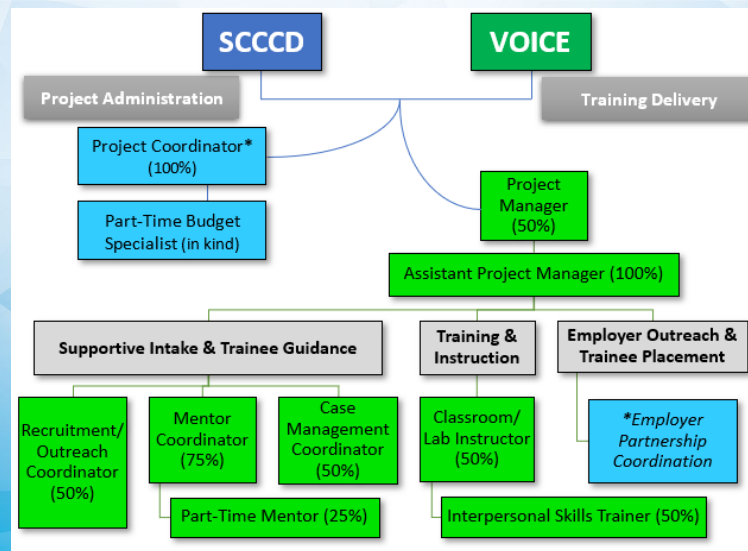 SCCCD
VOICE
Project Administration
Training Delivery
Project Coordinator*
(100%)
Part-Time Budget
Specialist (in kind)
Project
Manager
(50%)
Assistant Project Manager (100%)
Supportive Intake & Trainee Guidance
Training &
Instruction
Employer Outreach &
Trainee Placement
Recruitment/
Outreach
Coordinator
(50%)
Mentor
Coordinator
(75%)
Case
Management
Coordinator
(50%)
Classroom/
Lab Instructor
(50%)
*Employer
Partnership
Coordination
Part-Time Mentor (25%)
Interpersonal Skills Trainer (50%)